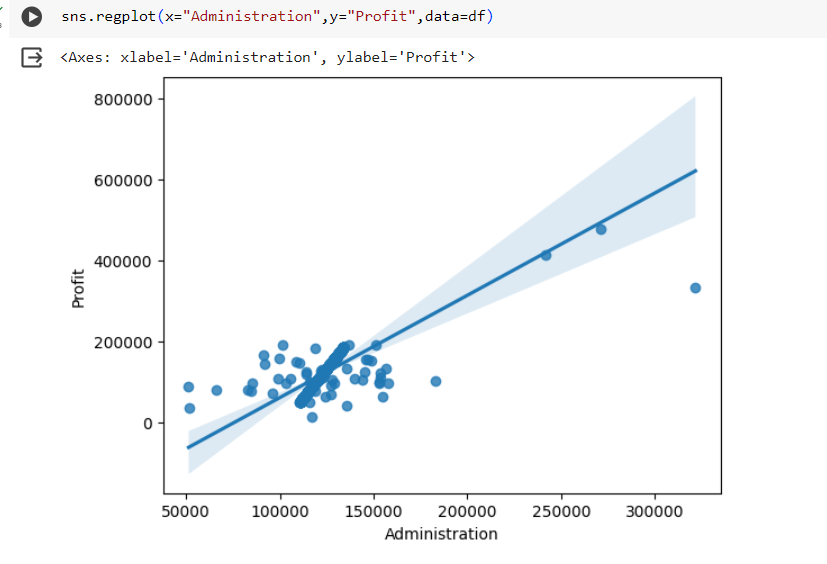 sns.regplot(x="Administration",y="Profit",data=df)
<Axes: xlabel='Administration', ylabel='Profit'>
800000
600000
400000
200000
0
Profit
50000 100000 150000 200000 250000 300000
Administration